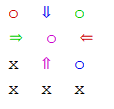 o ⇓ o
⇒ o ⇐
x ⇑ o
x x x